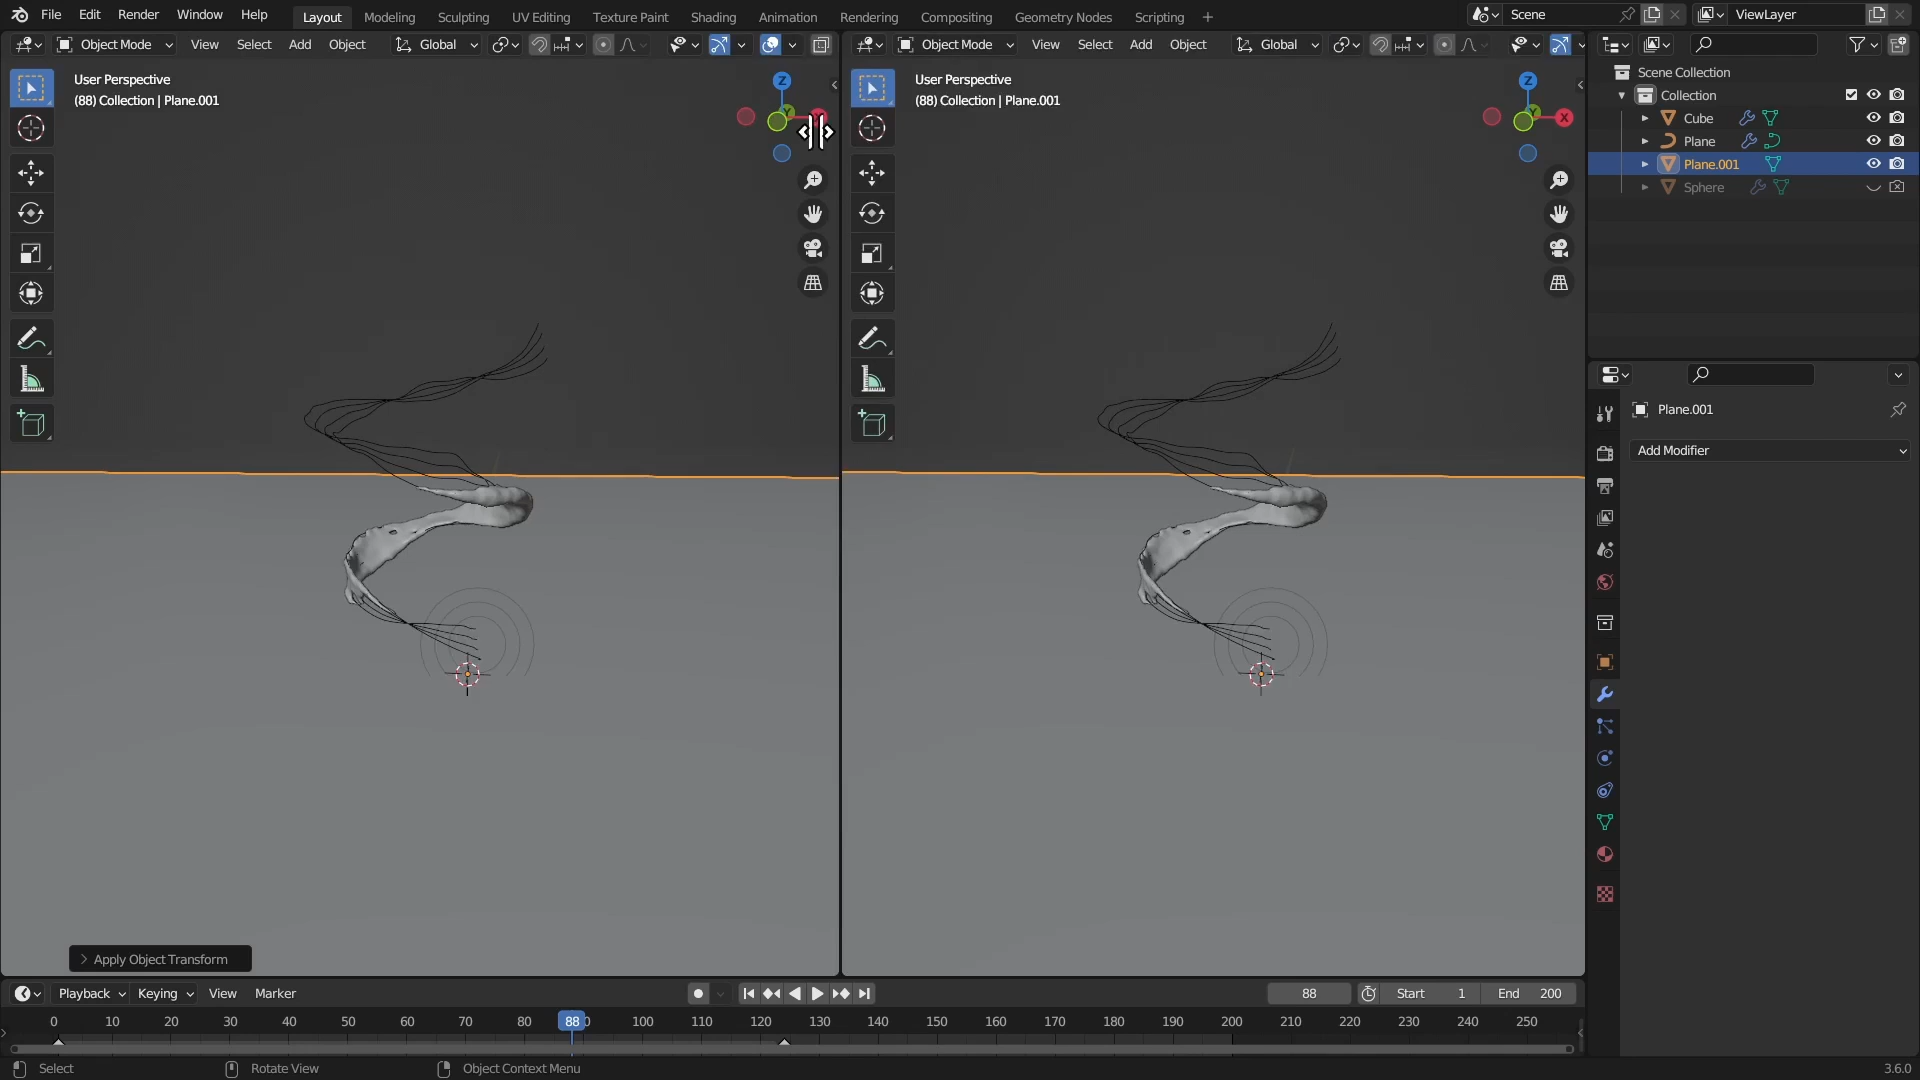 File Edit Render Window Help Layout Modeling Sculpting UV Editing Texture Paint Shading Animation Rendering Compositing Geometry Nodes Scripting + Scene ViewLayer
Object Mode View Select Add Object Global Object Mode View Select Add Object Global
User Perspective
(88) Collection | Plane.001
Z
User Perspective
(88) Collection | Plane.001
Z
X
Scene Collection
Collection
Cube
Plane
Plane.001
Sphere
Plane.001
Add Modifier
Apply Object Transform
Playback Keying View Marker 88 Start 1 End 200
0 10 20 30 40 50 60 70 80 88 0 100 110 120 130 140 150 160 170 180 190 200 210 220 230 240 250
Select Rotate View Object Context Menu 3.6.0